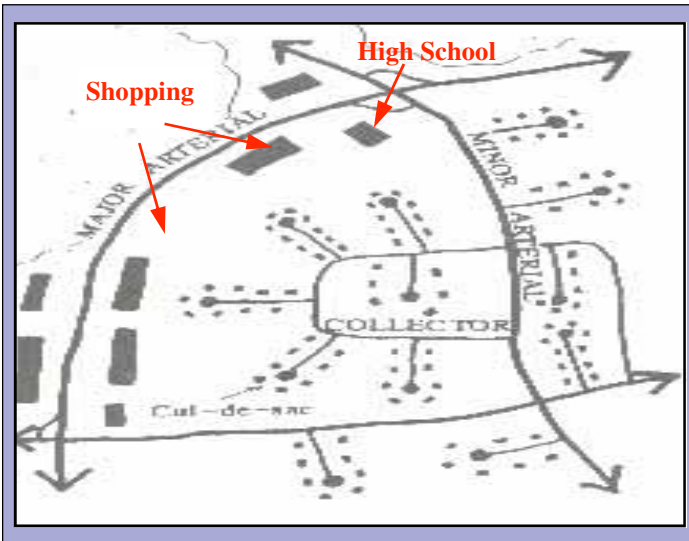 High School
Shopping
MAJOR ARTERIAL
MINOR ARTERIAL
COLLECTOR
Cul-de-sac